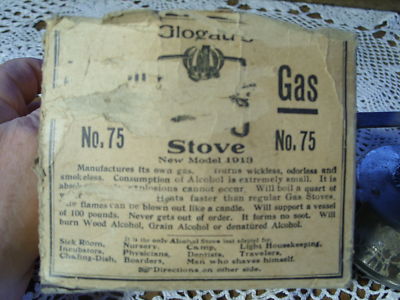 Glogau's
Gas
No. 75
No. 75
Stove
New Model 1913
Manufactures its own gas. Burns wickless, odorless and
smokeless. Consumption of Alcohol is extremely small. It is
explosions cannot occur. Will boil a quart of
faster than regular Gas Stoves.
flames can be blown out like a candle. Will support a vessel
of 100 pounds. Never gets out of order. It forms no soot. Will
burn Wood Alcohol, Grain Alcohol or denatured Alcohol.
It is the only Alcohol Stove best adapted for
Sick Room, Nursery, Camp, Light Housekeeping,
Incubators, Physicians, Dentists, Travelers,
Chafing-Dish, Boarders, Men who shaves himself.
Directions on other side.